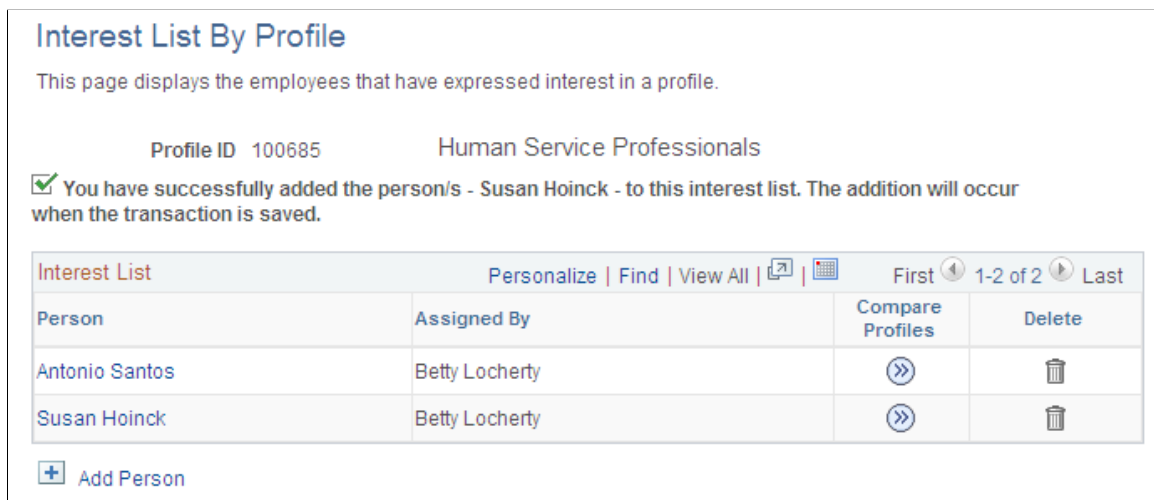 Interest List By Profile
This page displays the employees that have expressed interest in a profile.
Profile ID 100685 Human Service Professionals
You have successfully added the person/s - Susan Hoinck - to this interest list. The addition will occur
when the transaction is saved.
Interest List Personalize | Find | View All | | First 1-2 of 2 Last
Person Assigned By Compare Profiles Delete
Antonio Santos Betty Locherty
Susan Hoinck Betty Locherty
Add Person